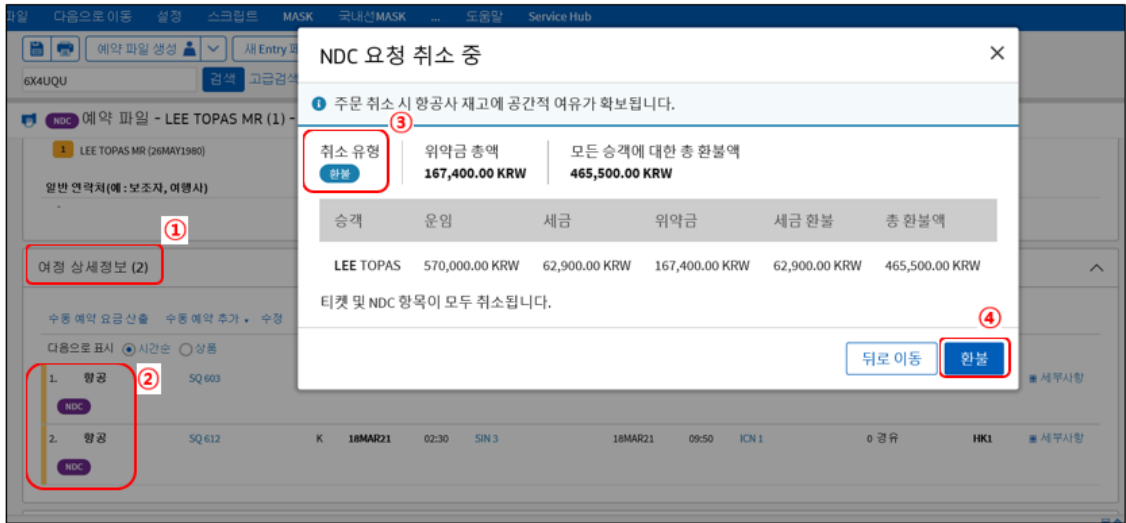 파일 다음으로 이동 설정 스크립트 MASK 국내선MASK ... 도움말 Service Hub
예약 파일 생성 새 Entry
6X4UQU 검색 고급검색
NDC 예약 파일 - LEE TOPAS MR (1) -
1 LEE TOPAS MR (26MAY1980)
일반 연락처(예 : 보조자, 여행사)
-
①
여정 상세정보 (2)
수동 예약 요금 산출 수동 예약 추가 수정
다음으로 표시 시간순 상품
②
1. 항공 SQ 603 세부사항
NDC
2. 항공 SQ 612 K 18MAR21 02:30 SIN 3 18MAR21 09:50 ICN 1 0 경유 HK1 세부사항
NDC
NDC 요청 취소 중 ×
주문 취소 시 항공사 재고에 공간적 여유가 확보됩니다.
③
취소 유형 위약금 총액 모든 승객에 대한 총 환불액
환불 167,400.00 KRW 465,500.00 KRW
승객 운임 세금 위약금 세금 환불 총 환불액
LEE TOPAS 570,000.00 KRW 62,900.00 KRW 167,400.00 KRW 62,900.00 KRW 465,500.00 KRW
티켓 및 NDC 항목이 모두 취소됩니다.
④
뒤로 이동 환불